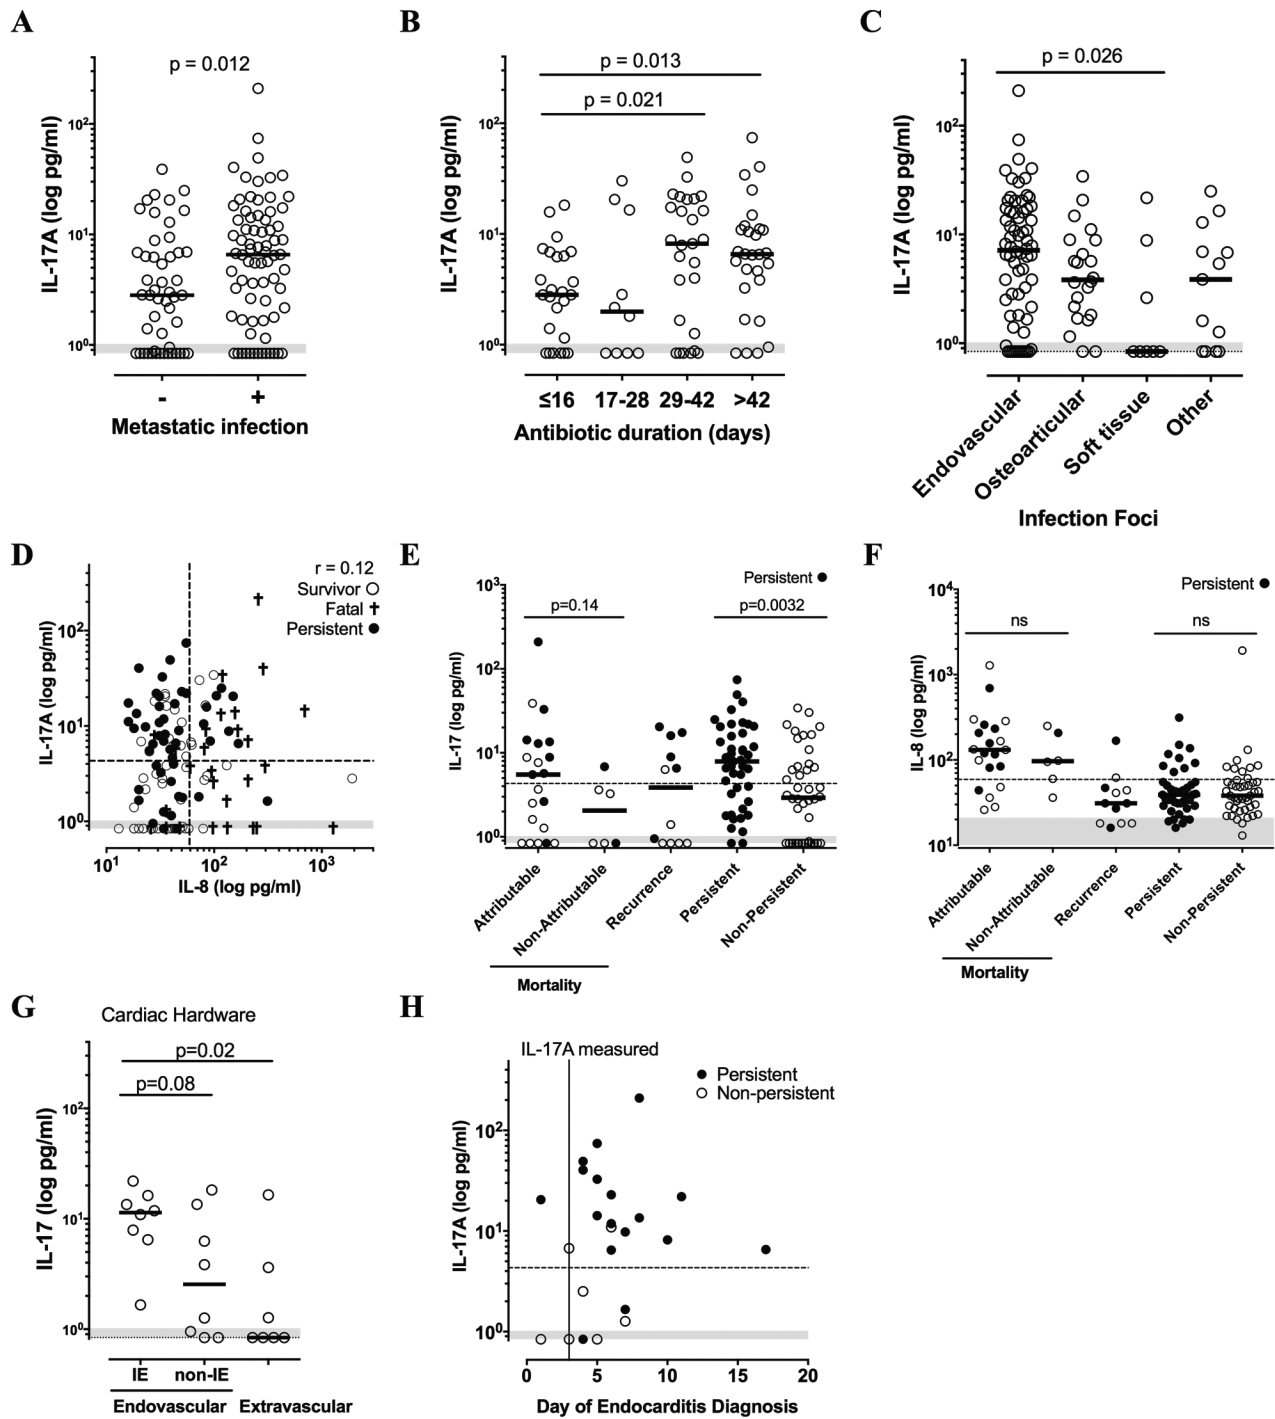 A
p = 0.012
IL-17A (log pg/ml)
10²
10¹
10⁰
- +
Metastatic infection
B
p = 0.013
p = 0.021
IL-17A (log pg/ml)
10²
10¹
10⁰
≤16 17-28 29-42 >42
Antibiotic duration (days)
C
p = 0.026
IL-17A (log pg/ml)
10²
10¹
10⁰
Endovascular
Osteoarticular
Soft tissue
Other
Infection Foci
D
r = 0.12
Survivor ○
Fatal ✝
Persistent ●
IL-17A (log pg/ml)
10²
10¹
10⁰
10¹ 10² 10³
IL-8 (log pg/ml)
E
Persistent ●
p=0.14 p=0.0032
IL-17 (log pg/ml)
10³
10²
10¹
10⁰
Attributable
Non-Attributable
Recurrence
Persistent
Non-Persistent
Mortality
F
Persistent ●
ns ns
IL-8 (log pg/ml)
10⁴
10³
10²
10¹
Attributable
Non-Attributable
Recurrence
Persistent
Non-Persistent
Mortality
G
Cardiac Hardware
p=0.02
p=0.08
IL-17 (log pg/ml)
10²
10¹
10⁰
IE non-IE
Endovascular Extravascular
H
IL-17A measured
● Persistent
○ Non-persistent
IL-17A (log pg/ml)
10²
10¹
10⁰
0 5 10 15 20
Day of Endocarditis Diagnosis